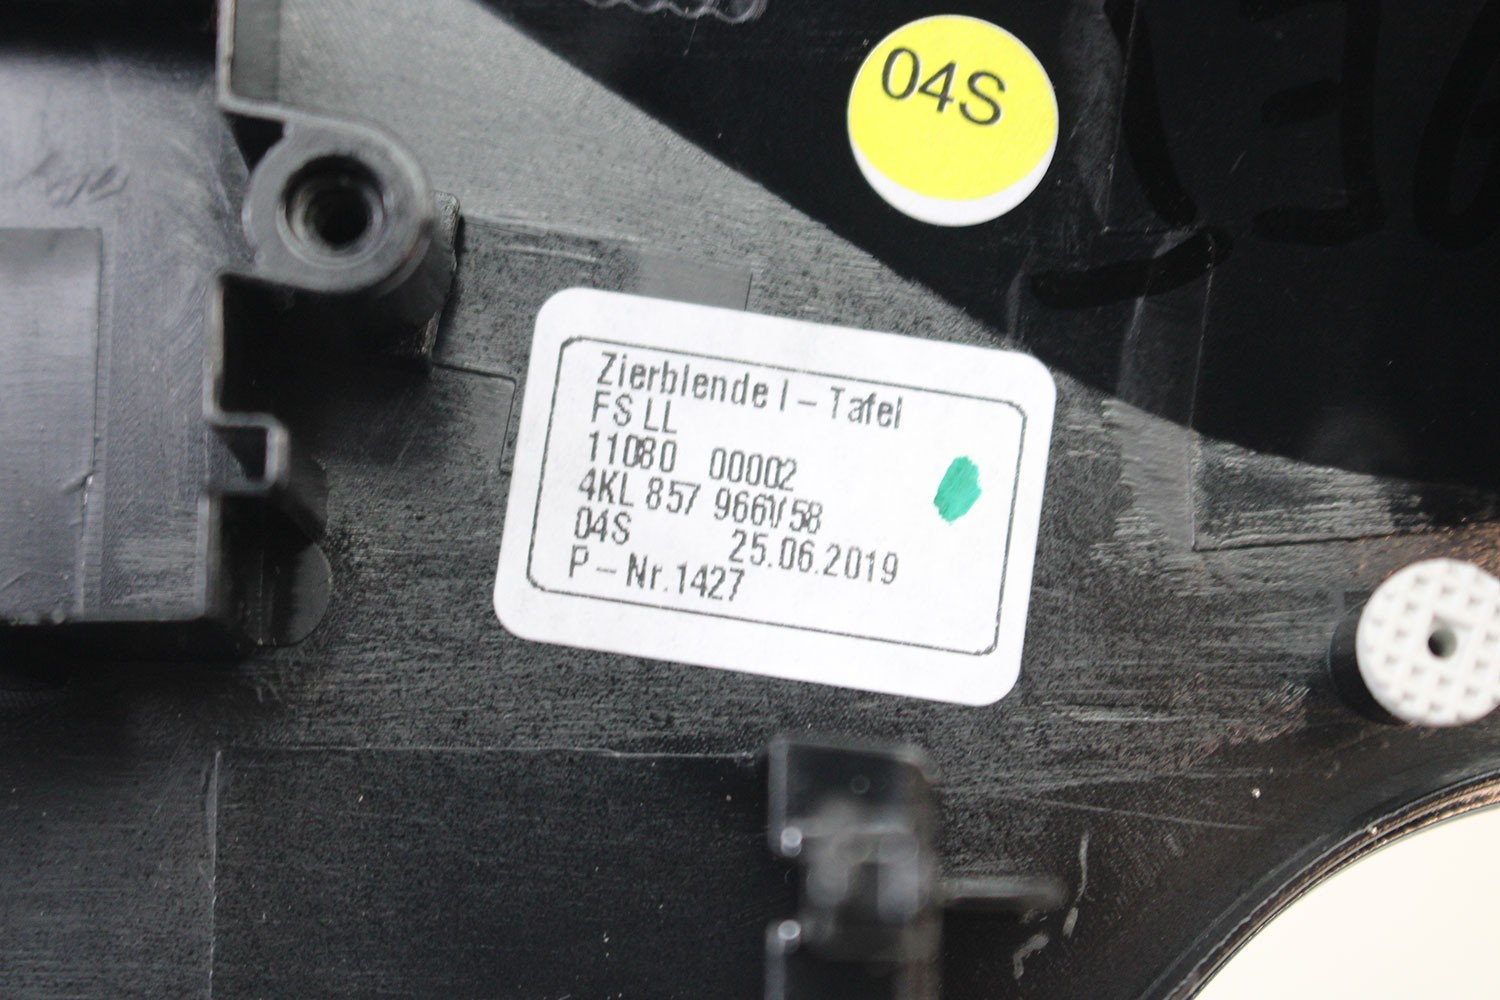 04S
Zierblende I – Tafel
FS LL
11080 00002
4KL 857 966V58
04S 25.06.2019
P – Nr.1427